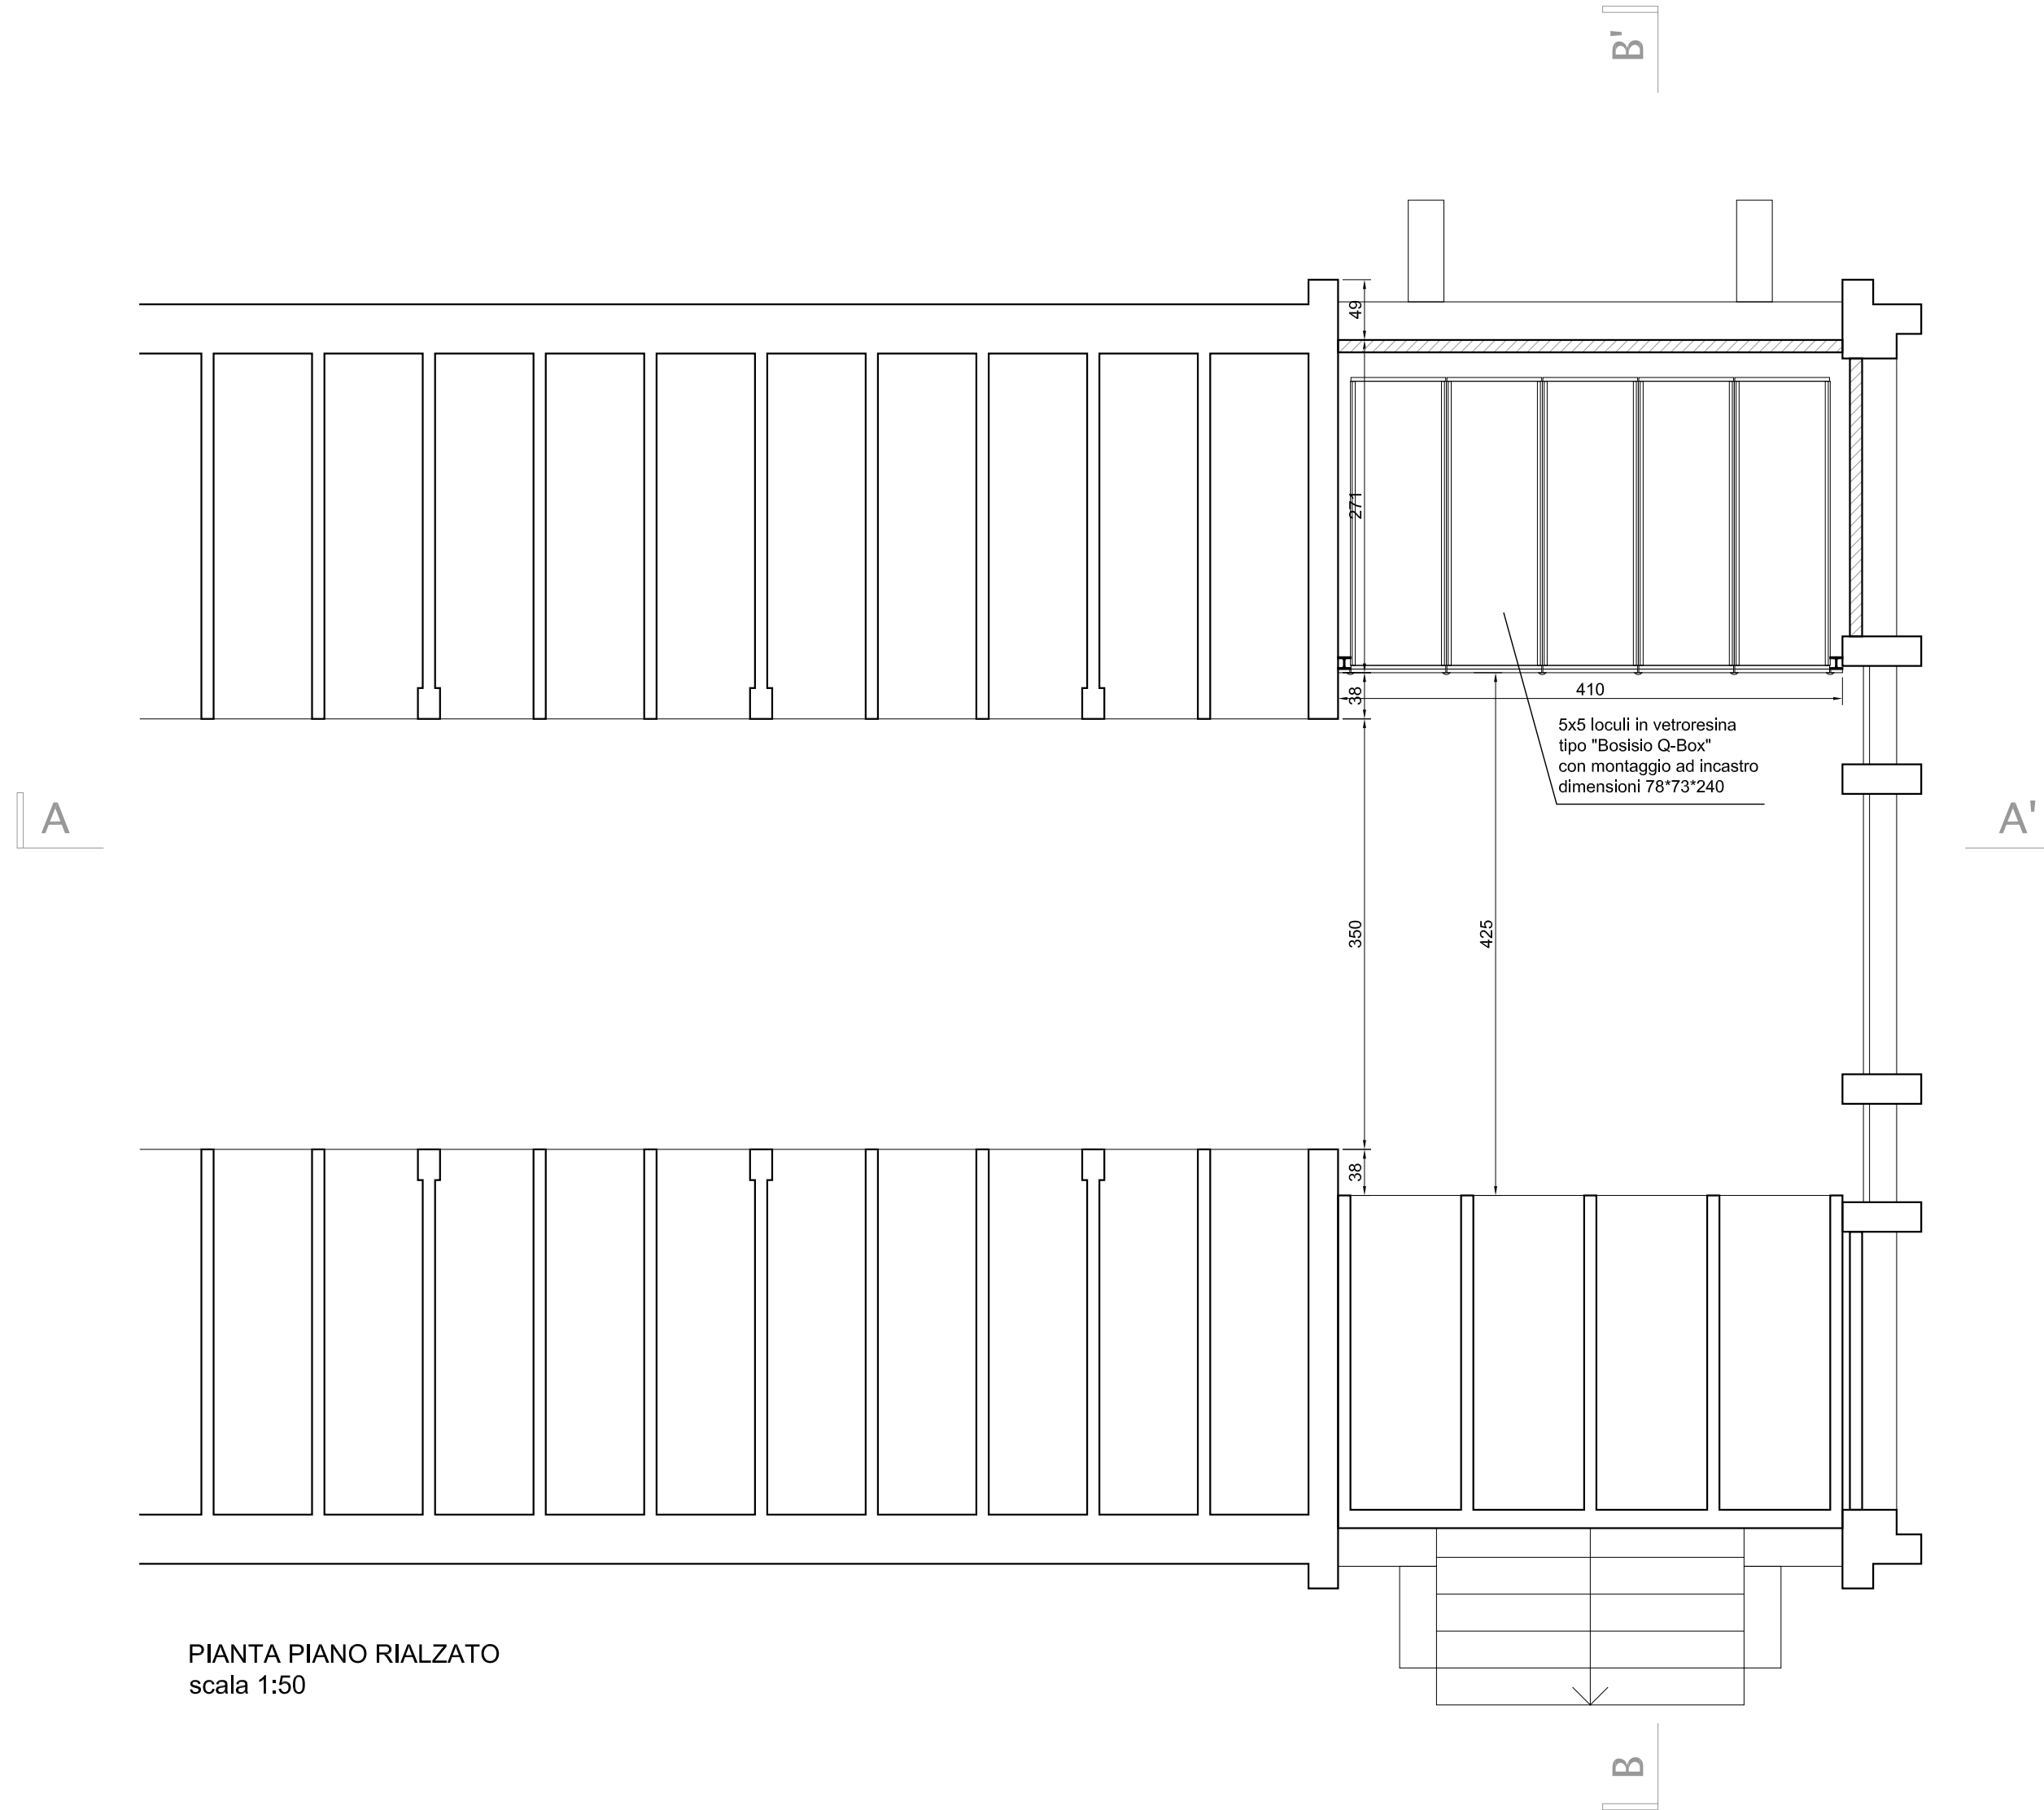 B'
49
271
38
410
5x5 loculi in vetroresina
tipo "Bosisio Q-Box"
con montaggio ad incastro
dimensioni 78*73*240
A
A'
350
425
38
PIANTA PIANO RIALZATO
scala 1:50
B